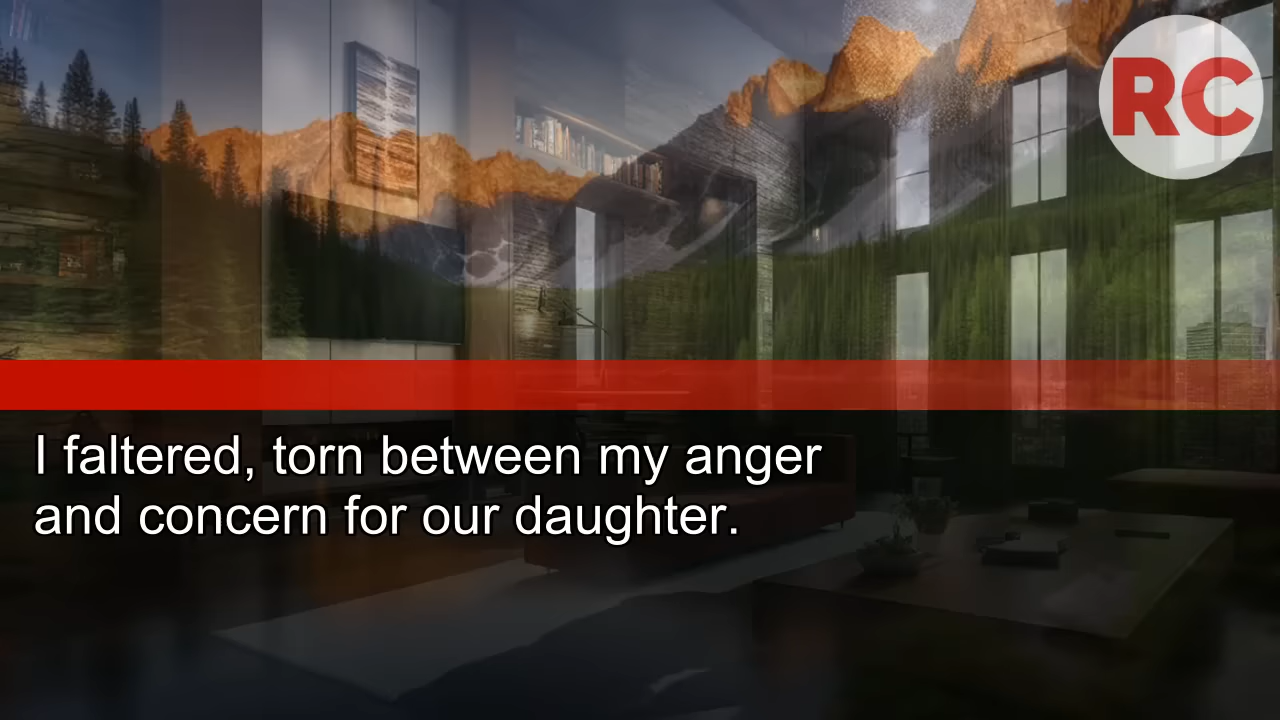 RC
I faltered, torn between my anger
and concern for our daughter.